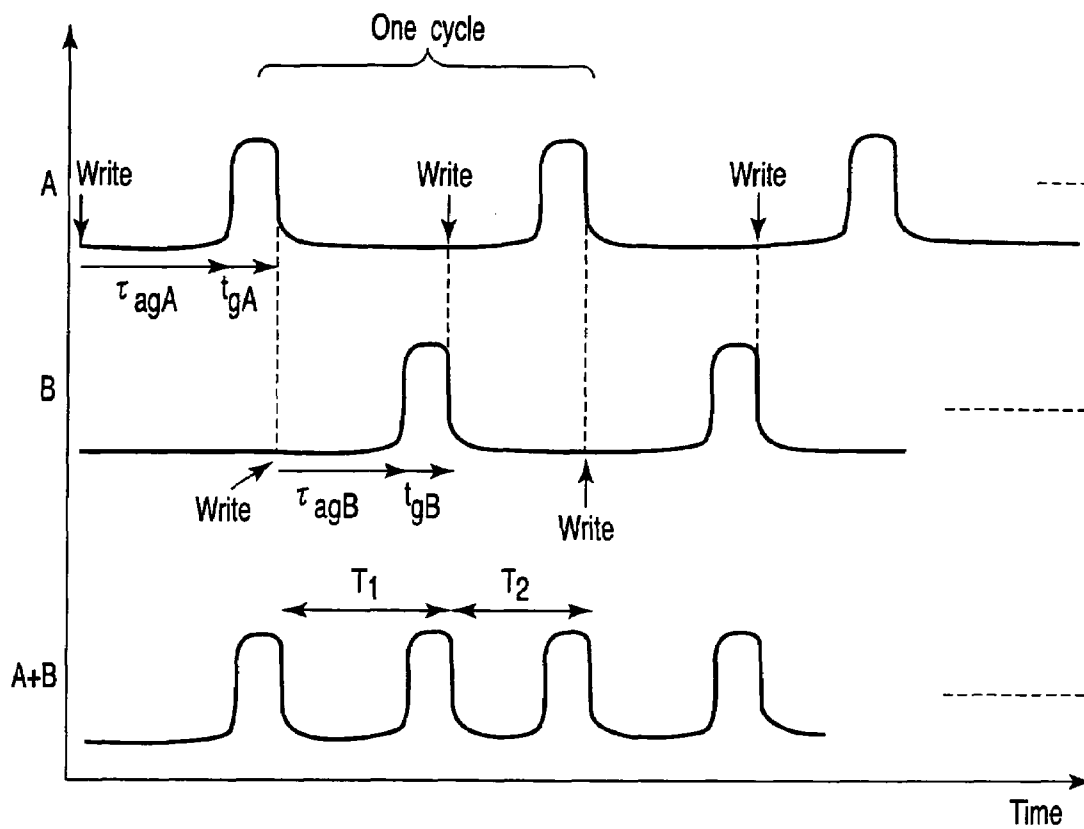 One cycle
A
Write
Write
Write
τagA
tgA
B
Write
τagB
tgB
Write
T1
T2
A+B
Time